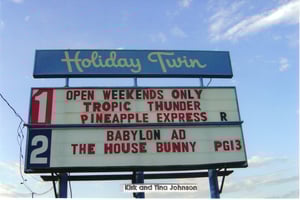 Holiday Twin
1 OPEN WEEKENDS ONLY
TROPIC THUNDER
PINEAPPLE EXPRESS R
2 BABYLON AD
THE HOUSE BUNNY PG13
Kirk and Tina Johnson